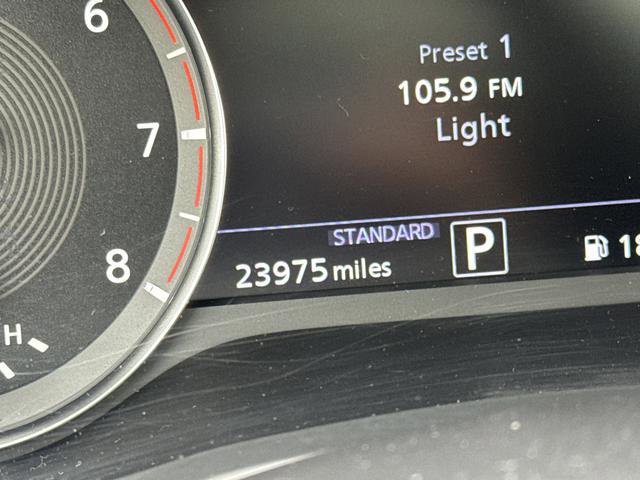 6
7
8
H
Preset 1
105.9 FM
Light
STANDARD
P
23975 miles